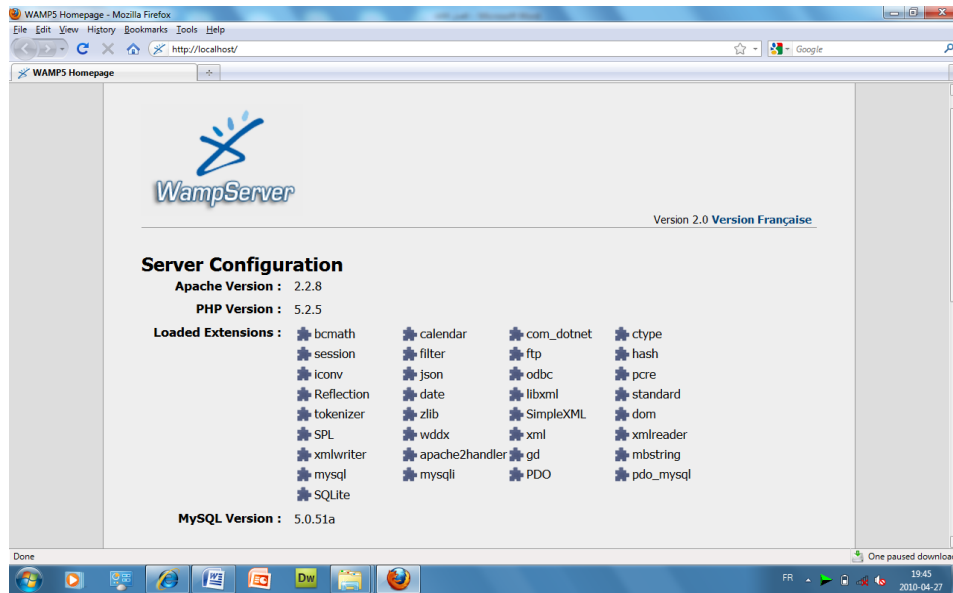 WAMP5 Homepage - Mozilla Firefox
File Edit View History Bookmarks Tools Help
http://localhost/
Google
WAMP5 Homepage
WampServer
Version 2.0 Version Française
Server Configuration
Apache Version : 2.2.8
PHP Version : 5.2.5
Loaded Extensions : bcmath calendar com_dotnet ctype
session filter ftp hash
iconv json odbc pcre
Reflection date libxml standard
tokenizer zlib SimpleXML dom
SPL wddx xml xmlreader
xmlwriter apache2handler gd mbstring
mysql mysqli PDO pdo_mysql
SQLite
MySQL Version : 5.0.51a
Done
One paused downloa
Dw
FR
19:45
2010-04-27